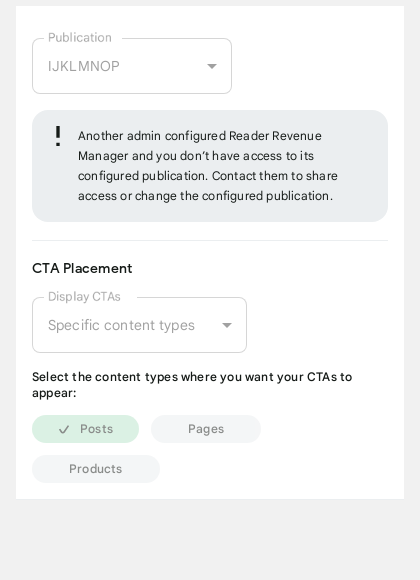 Publication
IJKLMNOP
!
Another admin configured Reader Revenue
Manager and you don’t have access to its
configured publication. Contact them to share
access or change the configured publication.
CTA Placement
Display CTAs
Specific content types
Select the content types where you want your CTAs to
appear:
Posts
Pages
Products